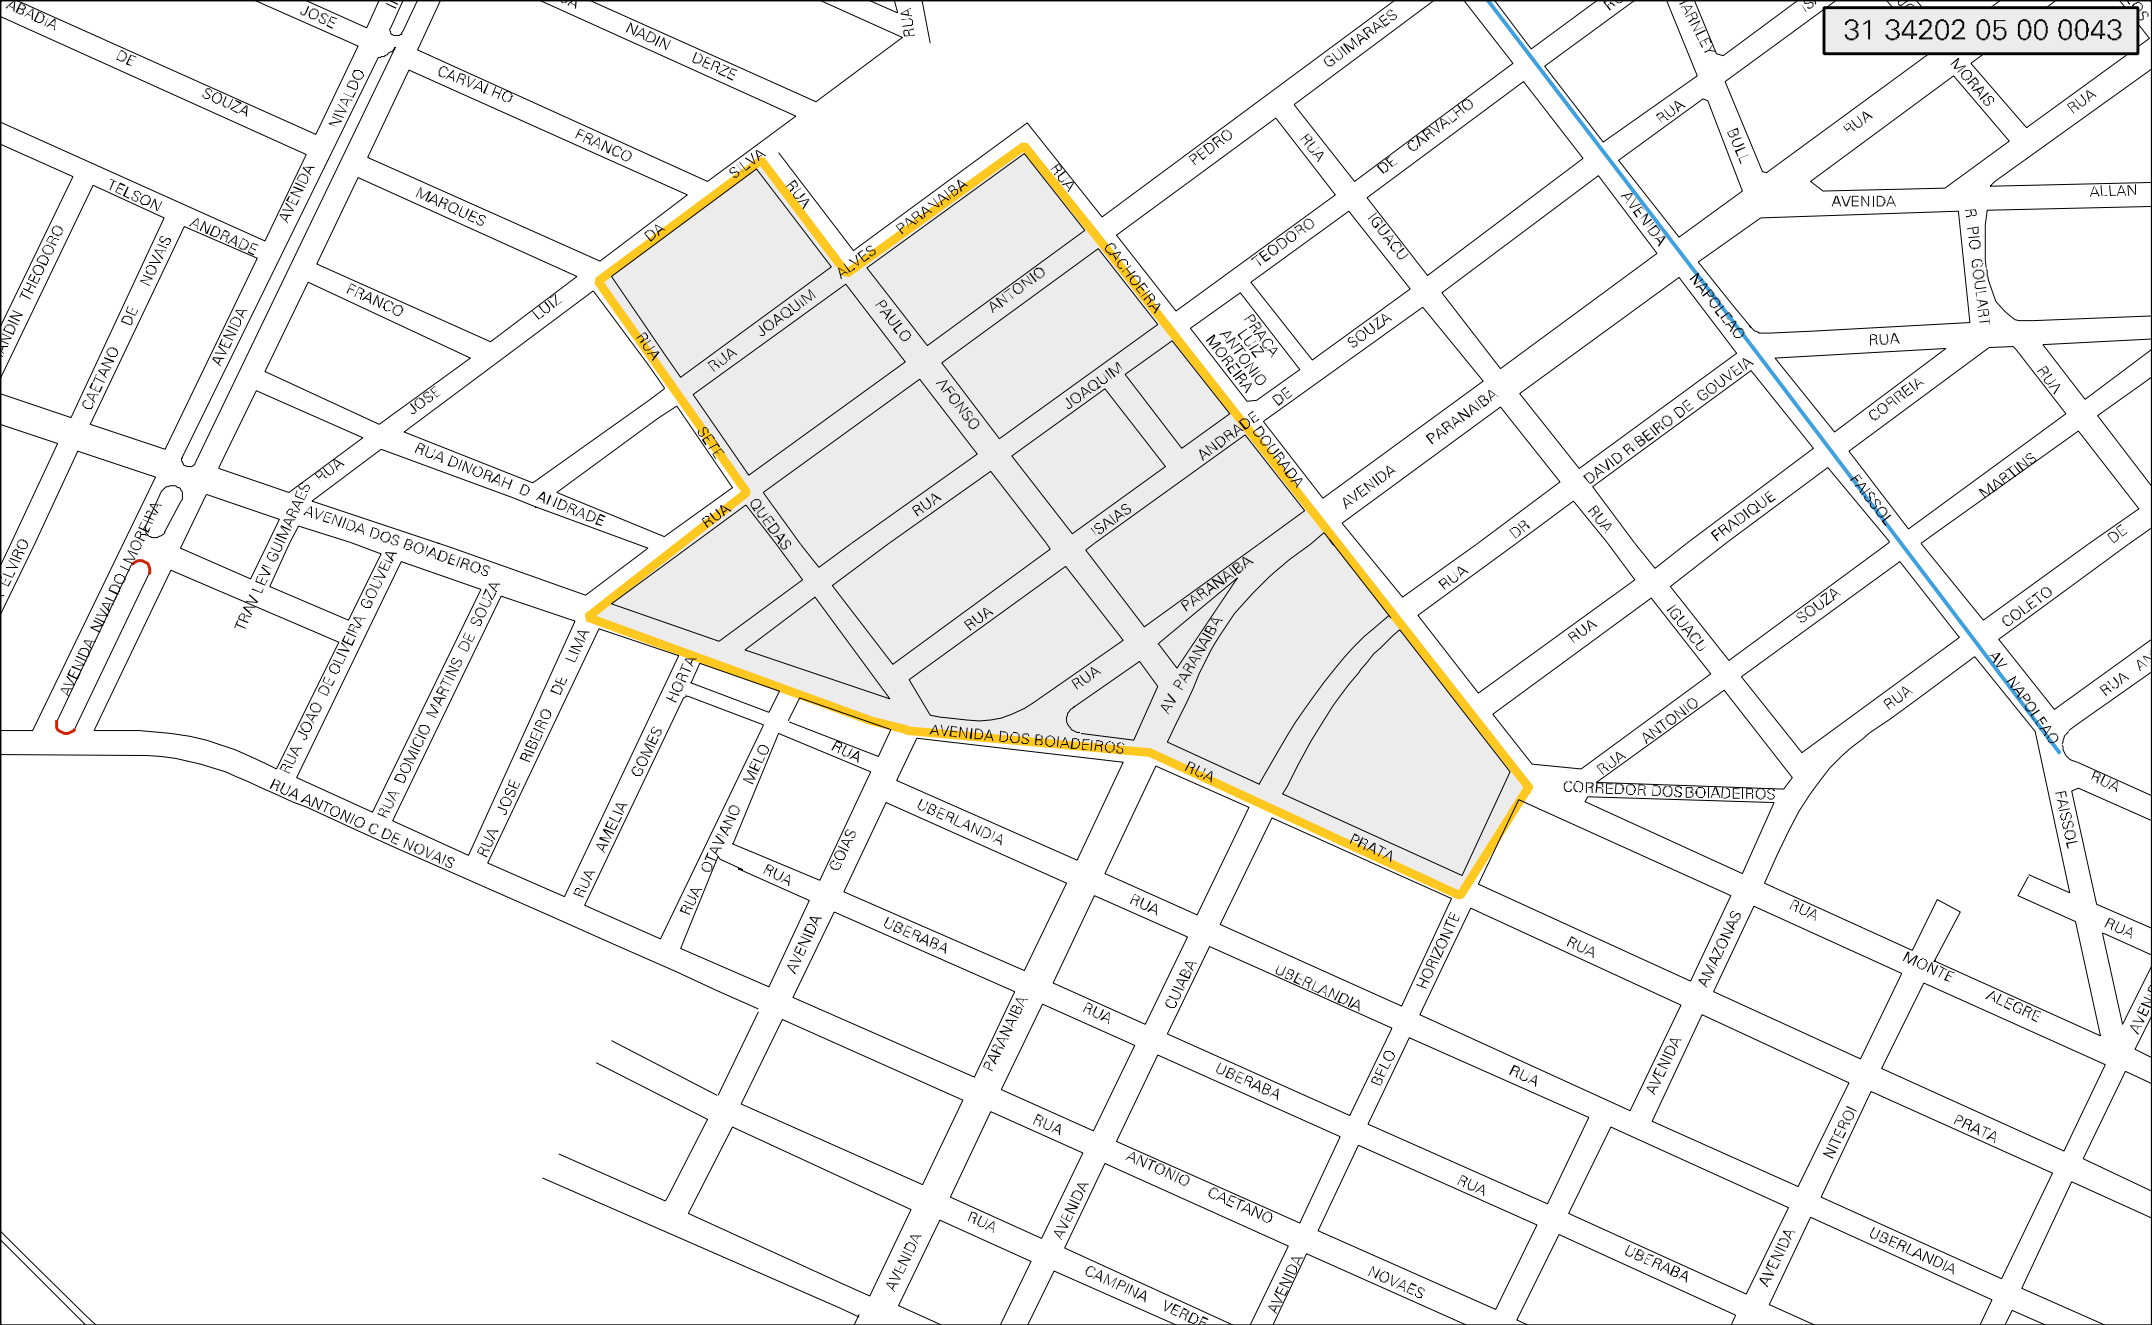 31 34202 05 00 0043
ABADIA
DE
SOUZA
JOSE
NIVALDO
AVENIDA
CARVALHO
FRANCO
NADIN
DERZE
RUA
GUIMARAES
PEDRO
RUA
DE CARVALHO
RUA
BULL
RUA
MORAIS
RUA
TELSON
ANDRADE
MARQUES
FRANCO
SILVA
DA
LUIZ
JOSE
RUA
RUA
ALVES
PARANAIBA
RUA
CACHOEIRA
DOURADA
TEODORO
IGUACU
AVENIDA
NAPOLEAO
FAISSOL
AVENIDA
ALLAN
R PIO GOULART
RUA
CORREIA
RUA
MARTINS
THEODORO
CAETANO
DE
NOVAIS
AVENIDA
RUA
SETE
QUEDAS
RUA
RUA
JOAQUIM
ANTONIO
PAULO
AFONSO
JOAQUIM
ANDRADE
DE
SOUZA
PRACA
LUIZ
ANTONIO
MOREIRA
PARANAIBA
AVENIDA
DAVID RIBEIRO DE GOUVEIA
RUA
ISAIAS
RUA DINORAH D ANDRADE
AVENIDA DOS BOIADEIROS
ELVIRO
AVENIDA NIVALDO I MOREIRA
TRAV LEVI GUIMARAES
RUA JOAO DE OLIVEIRA GOUVEIA
RUA DOMICIO MARTINS DE SOUZA
RUA JOSE RIBEIRO DE LIMA
RUA AMELIA GOMES HORTA
RUA OTAVIANO MELO
RUA ANTONIO C DE NOVAIS
RUA
PARANAIBA
AV PARANAIBA
RUA
AVENIDA DOS BOIADEIROS
RUA
PRATA
RUA
DR
FRADIQUE
RUA
IGUACU
RUA
SOUZA
COLETO
DE
RUA
ANTONIO
RUA
CORREDOR DOS BOIADEIROS
AV NAPOLEAO
FAISSOL
RUA
RUA
RUA
RUA
UBERLANDIA
GOIAS
RUA
AVENIDA
UBERABA
RUA
CUIABA
UBERLANDIA
HORIZONTE
RUA
AMAZONAS
RUA
MONTE
ALEGRE
PARANAIBA
RUA
UBERABA
BELO
RUA
AVENIDA
NITEROI
PRATA
RUA
ANTONIO
CAETANO
AVENIDA
RUA
RUA
AVENIDA
CAMPINA
VERDE
AVENIDA
NOVAES
UBERABA
AVENIDA
UBERLANDIA